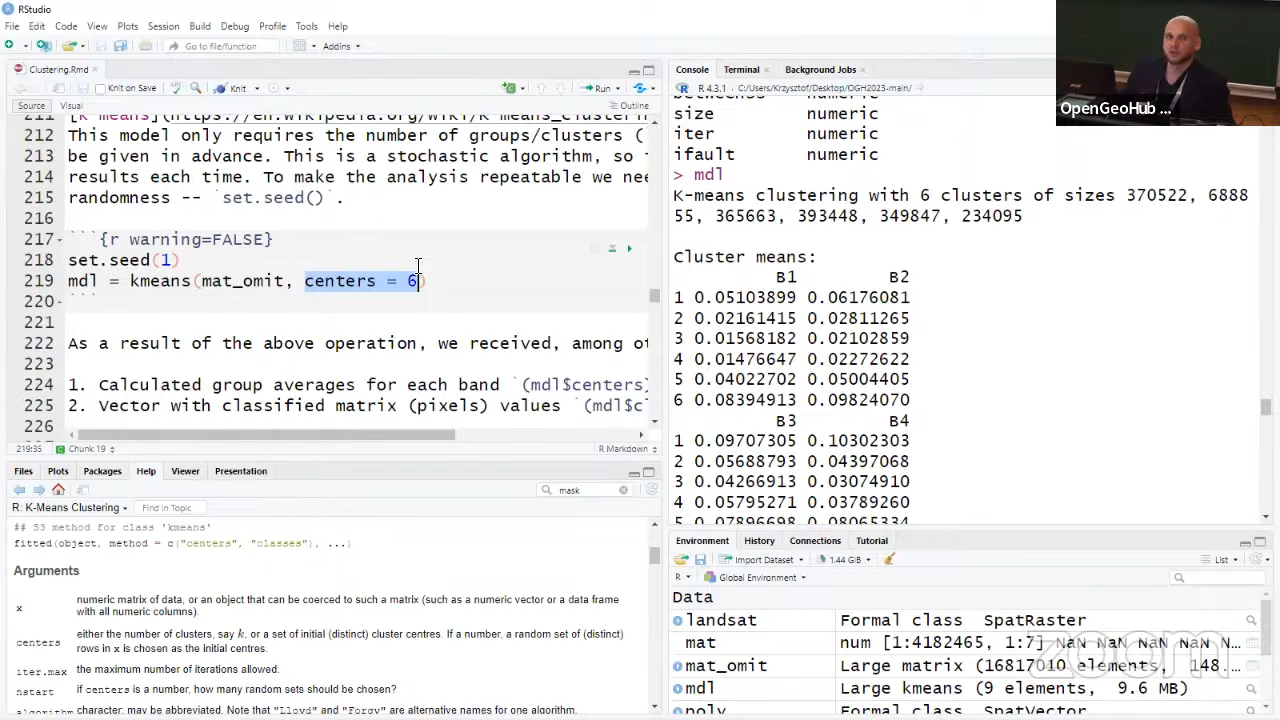 RStudio
File Edit Code View Plots Session Build Debug Profile Tools Help
Go to file/function Addins
Clustering.Rmd
Knit on Save Knit Run
Source Visual Outline
212 This model only requires the number of groups/clusters (
213 be given in advance. This is a stochastic algorithm, so
214 results each time. To make the analysis repeatable we nee
215 randomness -- `set.seed()`.
216
217 ```{r warning=FALSE}
218 set.seed(1)
219 mdl = kmeans(mat_omit, centers = 6)
220 ```
221
222 As a result of the above operation, we received, among o
223
224 1. Calculated group averages for each band `(mdl$centers)
225 2. Vector with classified matrix (pixels) values `(mdl$c
226
219:35 Chunk 19 R Markdown
Files Plots Packages Help Viewer Presentation
mask
R: K-Means Clustering Find in Topic
## S3 method for class 'kmeans'
fitted(object, method = c("centers", "classes"), ...)
Arguments
x numeric matrix of data, or an object that can be coerced to such a matrix (such as a numeric vector or a data frame
with all numeric columns).
centers either the number of clusters, say k, or a set of initial (distinct) cluster centres. If a number, a random set of (distinct)
rows in x is chosen as the initial centres.
iter.max the maximum number of iterations allowed.
nstart if centers is a number, how many random sets should be chosen?
algorithm character: may be abbreviated. Note that "Lloyd" and "Forgy" are alternative names for one algorithm.
Console Terminal Background Jobs
R 4.3.1 · C:/Users/Krzysztof/Desktop/OGH2023-main/
numeric
size numeric
iter numeric
ifault numeric
> mdl
K-means clustering with 6 clusters of sizes 370522, 6888
55, 365663, 393448, 349847, 234095
Cluster means:
B1 B2
1 0.05103899 0.06176081
2 0.02161415 0.02811265
3 0.01568182 0.02102859
4 0.01476647 0.02272622
5 0.04022702 0.05004405
6 0.08394913 0.09824070
B3 B4
1 0.09707305 0.10302303
2 0.05688793 0.04397068
3 0.04266913 0.03074910
4 0.05795271 0.03789260
5 0.07896698 0.08065334
Environment History Connections Tutorial
Import Dataset 1.44 GiB List
R Global Environment
Data
landsat Formal class SpatRaster
mat num [1:4182465, 1:7] NaN NaN NaN NaN N…
mat_omit Large matrix (16817010 elements, 148.…
mdl Large kmeans (9 elements, 9.6 MB)
poly Formal class SpatVector
OpenGeoHub ...
zoom